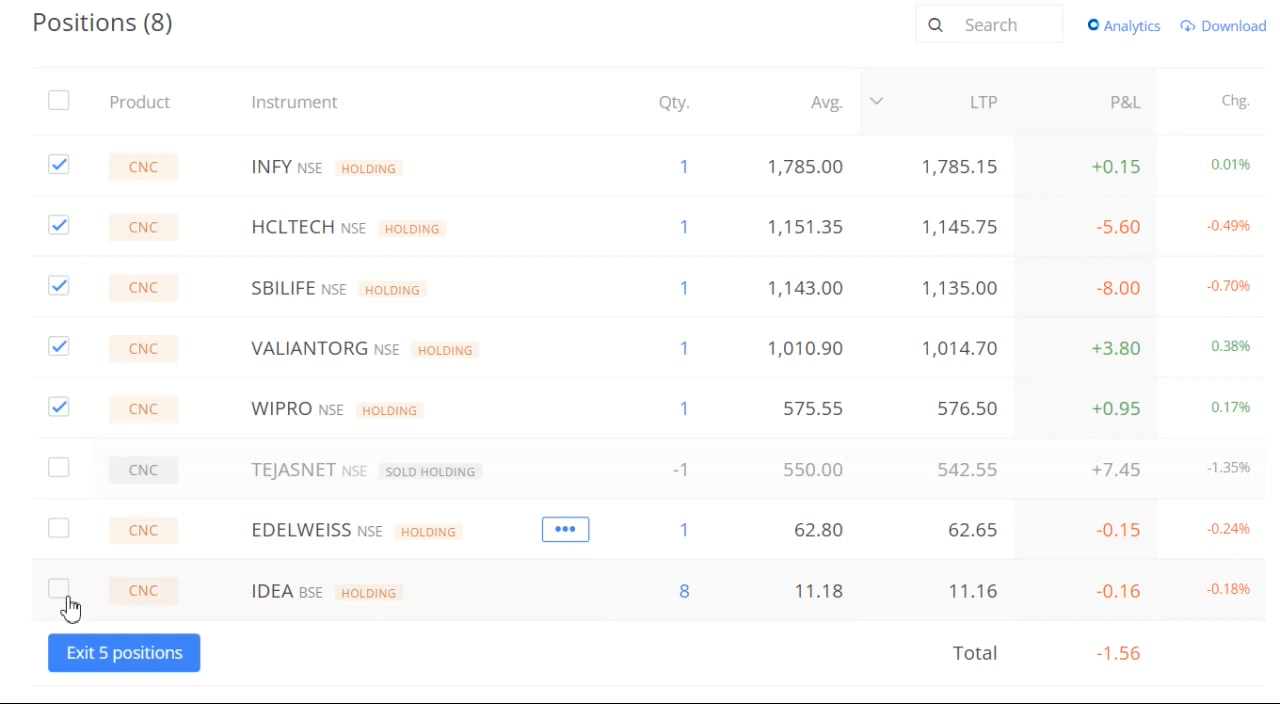 Positions (8) Search Analytics Download
Product Instrument Qty. Avg. LTP P&L Chg.
CNC INFY NSE HOLDING 1 1,785.00 1,785.15 +0.15 0.01%
CNC HCLTECH NSE HOLDING 1 1,151.35 1,145.75 -5.60 -0.49%
CNC SBILIFE NSE HOLDING 1 1,143.00 1,135.00 -8.00 -0.70%
CNC VALIANTORG NSE HOLDING 1 1,010.90 1,014.70 +3.80 0.38%
CNC WIPRO NSE HOLDING 1 575.55 576.50 +0.95 0.17%
CNC TEJASNET NSE SOLD HOLDING -1 550.00 542.55 +7.45 -1.35%
CNC EDELWEISS NSE HOLDING ••• 1 62.80 62.65 -0.15 -0.24%
CNC IDEA BSE HOLDING 8 11.18 11.16 -0.16 -0.18%
Exit 5 positions Total -1.56